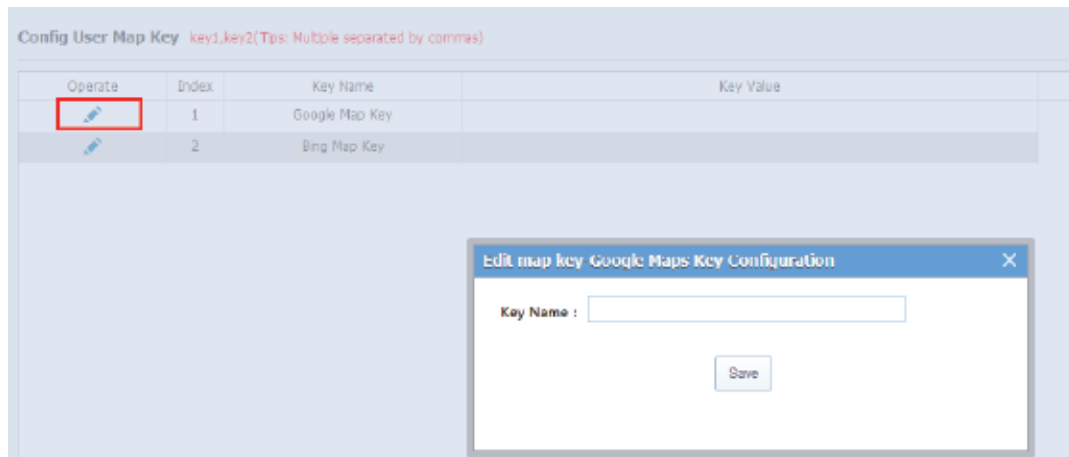 Config User Map Key key1,key2(Tips: Multiple separated by commas)
Operate Index Key Name Key Value
1 Google Map Key
2 Bing Map Key
Edit map key-Google Maps Key Configuration
Key Name :
Save